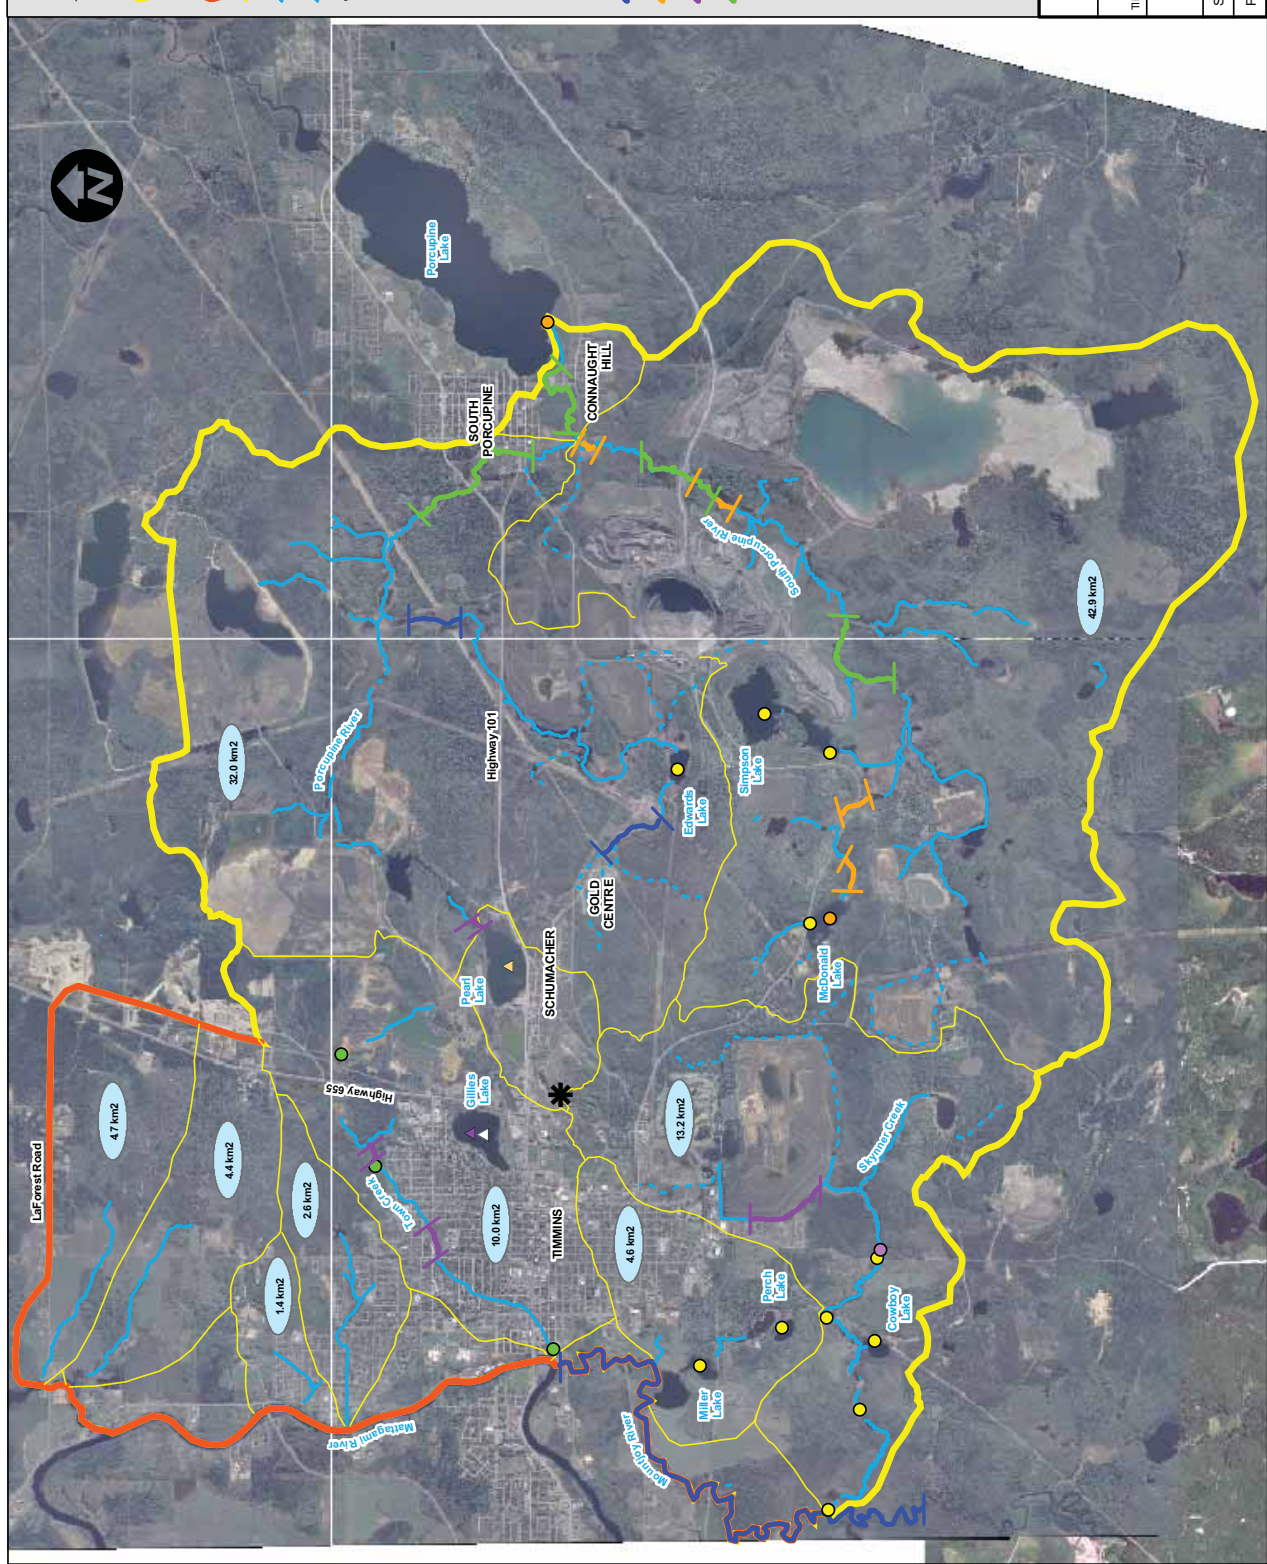 N
Porcupine
Lake
SOUTH
PORCUPINE
CONNAUGHT
HILL
South Porcupine River
42.9 km2
32.0 km2
Porcupine River
Highway 101
Simpson
Lake
Edwards
Lake
GOLD
CENTRE
McDonald
Lake
Pearl
Lake
SCHUMACHER
Highway 655
Gillies
Lake
LaForest Road
4.7 km2
4.4 km2
2.6 km2
1.4 km2
Town Creek
10.0 km2
TIMMINS
4.6 km2
13.2 km2
Skynner Creek
Perch
Lake
Cowboy
Lake
Miller
Lake
Mattagami River
Mountjoy River